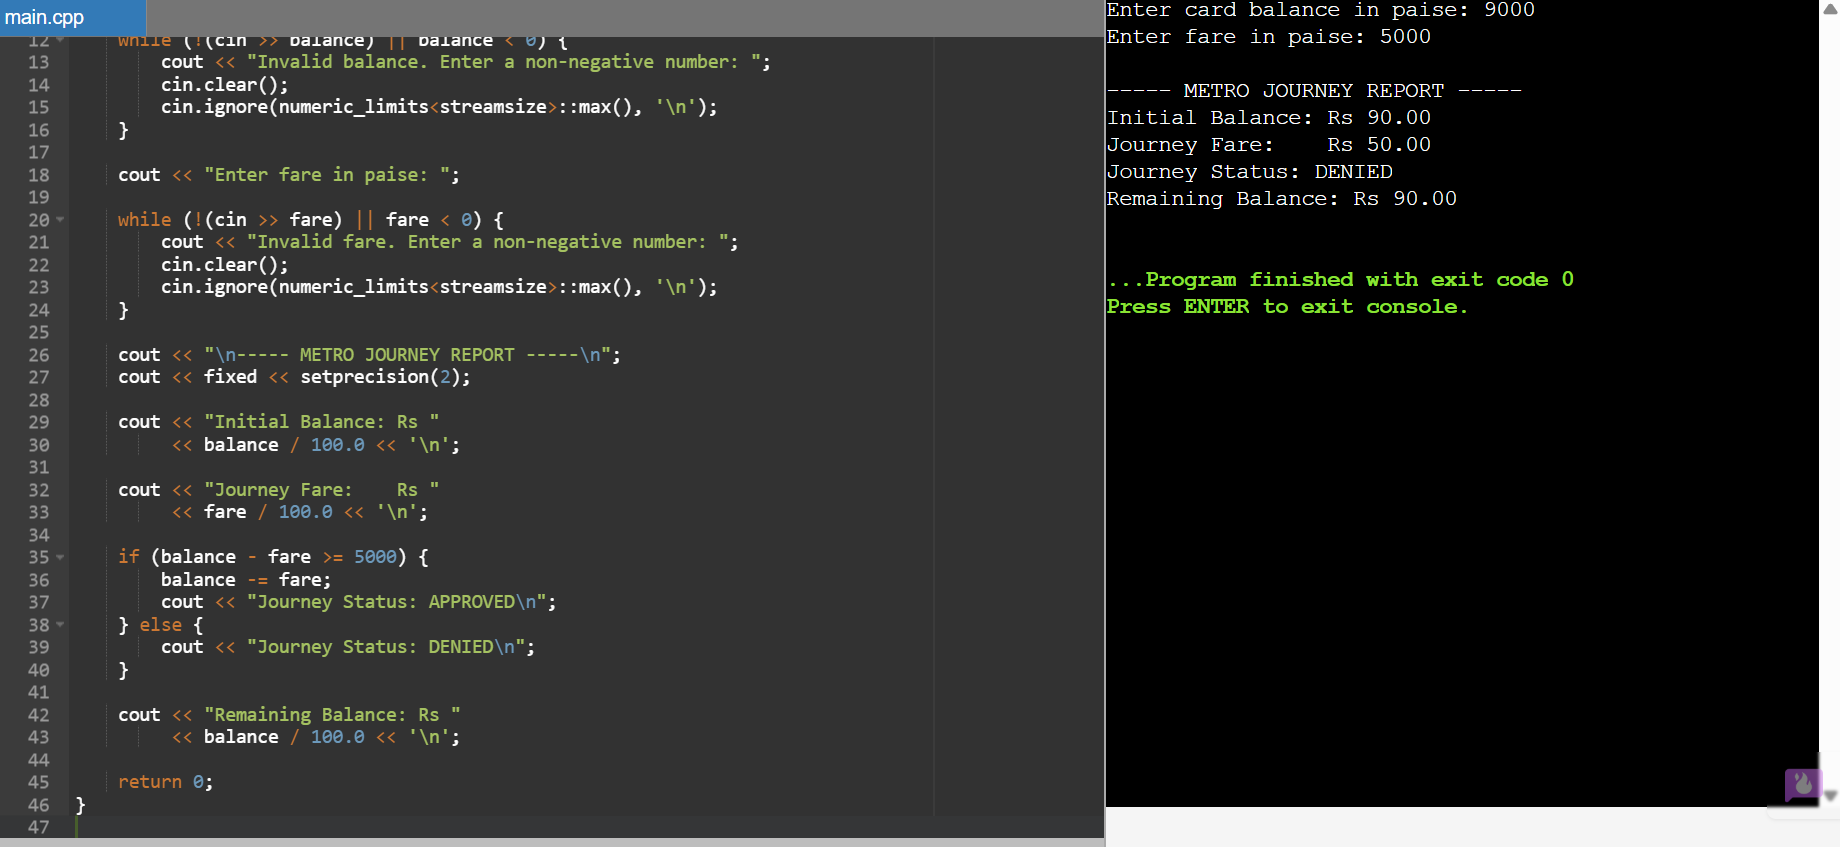 main.cpp
12 while (!(cin >> balance) || balance < 0) {
13 cout << "Invalid balance. Enter a non-negative number: ";
14 cin.clear();
15 cin.ignore(numeric_limits<streamsize>::max(), '\n');
16 }
17
18 cout << "Enter fare in paise: ";
19
20 while (!(cin >> fare) || fare < 0) {
21 cout << "Invalid fare. Enter a non-negative number: ";
22 cin.clear();
23 cin.ignore(numeric_limits<streamsize>::max(), '\n');
24 }
25
26 cout << "\n----- METRO JOURNEY REPORT -----\n";
27 cout << fixed << setprecision(2);
28
29 cout << "Initial Balance: Rs "
30 << balance / 100.0 << '\n';
31
32 cout << "Journey Fare:    Rs "
33 << fare / 100.0 << '\n';
34
35 if (balance - fare >= 5000) {
36 balance -= fare;
37 cout << "Journey Status: APPROVED\n";
38 } else {
39 cout << "Journey Status: DENIED\n";
40 }
41
42 cout << "Remaining Balance: Rs "
43 << balance / 100.0 << '\n';
44
45 return 0;
46 }
47
Enter card balance in paise: 9000
Enter fare in paise: 5000
----- METRO JOURNEY REPORT -----
Initial Balance: Rs 90.00
Journey Fare:    Rs 50.00
Journey Status: DENIED
Remaining Balance: Rs 90.00
...Program finished with exit code 0
Press ENTER to exit console.